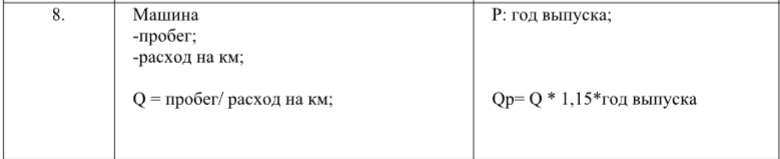 8.
Машина
-пробег;
-расход на км;
Q = пробег/ расход на км;
P: год выпуска;
Qp= Q * 1,15*год выпуска